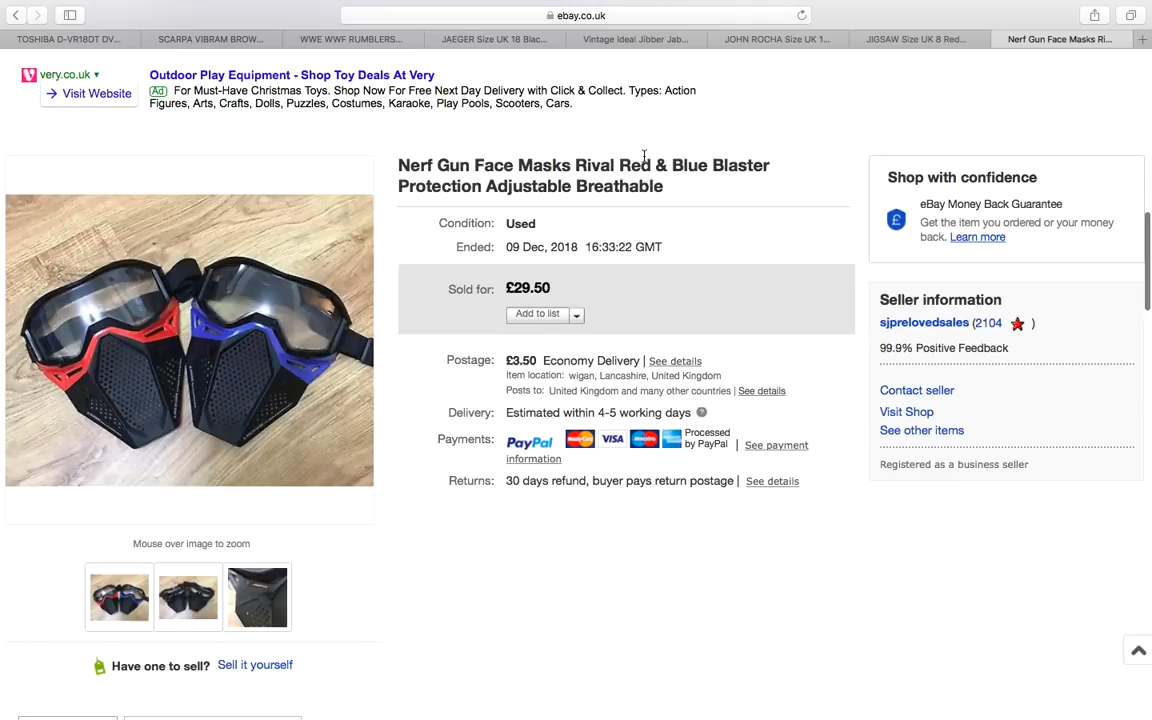 ebay.co.uk
TOSHIBA D-VR18DT DV...
SCARPA VIBRAM BROW...
WWE WWF RUMBLERS...
JAEGER Size UK 18 Blac...
Vintage Ideal Jibber Jab...
JOHN ROCHA Size UK 1...
JIGSAW Size UK 8 Red...
Nerf Gun Face Masks Ri...
very.co.uk
Visit Website
Outdoor Play Equipment - Shop Toy Deals At Very
Ad For Must-Have Christmas Toys. Shop Now For Free Next Day Delivery with Click & Collect. Types: Action
Figures, Arts, Crafts, Dolls, Puzzles, Costumes, Karaoke, Play Pools, Scooters, Cars.
Nerf Gun Face Masks Rival Red & Blue Blaster
Protection Adjustable Breathable
Condition: Used
Ended: 09 Dec, 2018 16:33:22 GMT
Sold for: £29.50
Add to list
Postage: £3.50 Economy Delivery | See details
Item location: wigan, Lancashire, United Kingdom
Posts to: United Kingdom and many other countries | See details
Delivery: Estimated within 4-5 working days
Payments: PayPal MasterCard VISA Maestro Processed
by PayPal | See payment
information
Returns: 30 days refund, buyer pays return postage | See details
Shop with confidence
eBay Money Back Guarantee
Get the item you ordered or your money
back. Learn more
Seller information
sjprelovedsales (2104 )
99.9% Positive Feedback
Contact seller
Visit Shop
See other items
Registered as a business seller
Mouse over image to zoom
Have one to sell? Sell it yourself